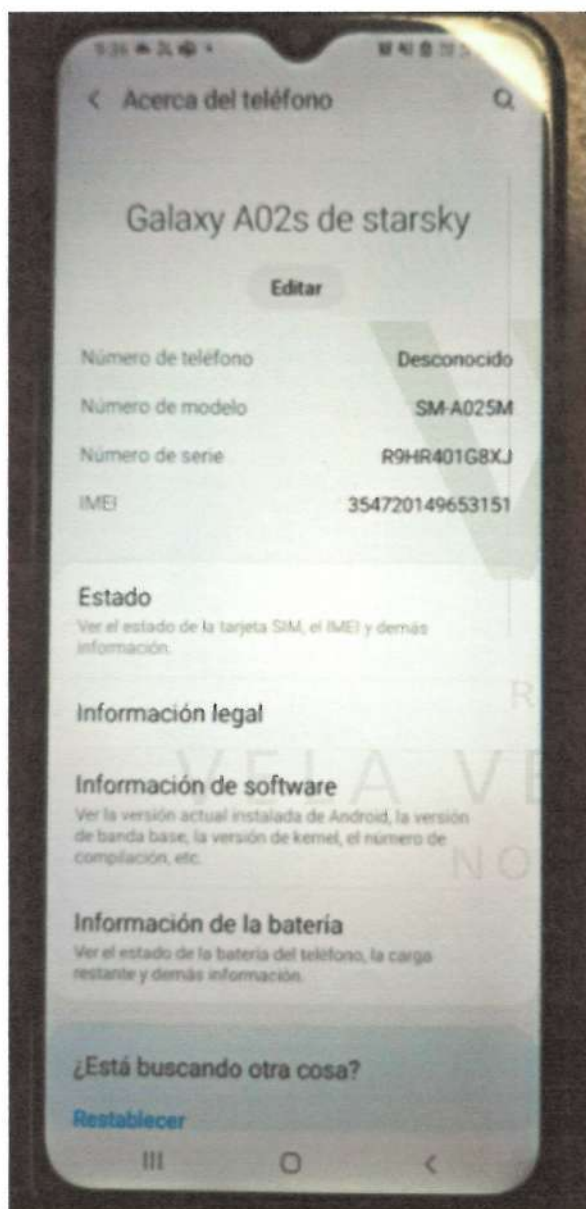 Acerca del teléfono
Galaxy A02s de starsky
Editar
Número de teléfono Desconocido
Número de modelo SM-A025M
Número de serie R9HR401G8XJ
IMEI 354720149653151
Estado
Ver el estado de la tarjeta SIM, el IMEI y demás
información.
Información legal
Información de software
Ver la versión actual instalada de Android, la versión
de banda base, la versión de kernel, el número de
compilación, etc.
Información de la batería
Ver el estado de la batería del teléfono, la carga
restante y demás información.
¿Está buscando otra cosa?
Restablecer
V
R
VELA VE
NO